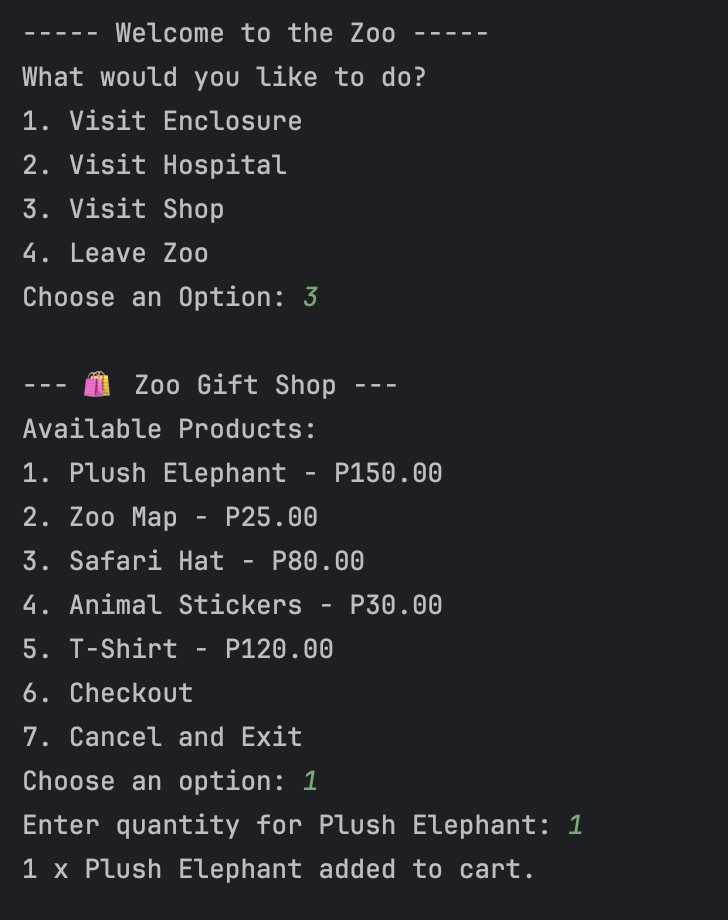 ----- Welcome to the Zoo -----
What would you like to do?
1. Visit Enclosure
2. Visit Hospital
3. Visit Shop
4. Leave Zoo
Choose an Option: 3
--- 🛍️ Zoo Gift Shop ---
Available Products:
1. Plush Elephant - P150.00
2. Zoo Map - P25.00
3. Safari Hat - P80.00
4. Animal Stickers - P30.00
5. T-Shirt - P120.00
6. Checkout
7. Cancel and Exit
Choose an option: 1
Enter quantity for Plush Elephant: 1
1 x Plush Elephant added to cart.